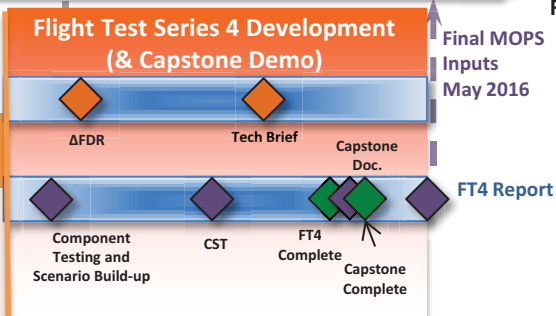 Flight Test Series 4 Development
(& Capstone Demo)
Final MOPS
Inputs
May 2016
ΔFDR
Tech Brief
Capstone
Doc.
FT4 Report
Component
Testing and
Scenario Build-up
CST
FT4
Complete
Capstone
Complete